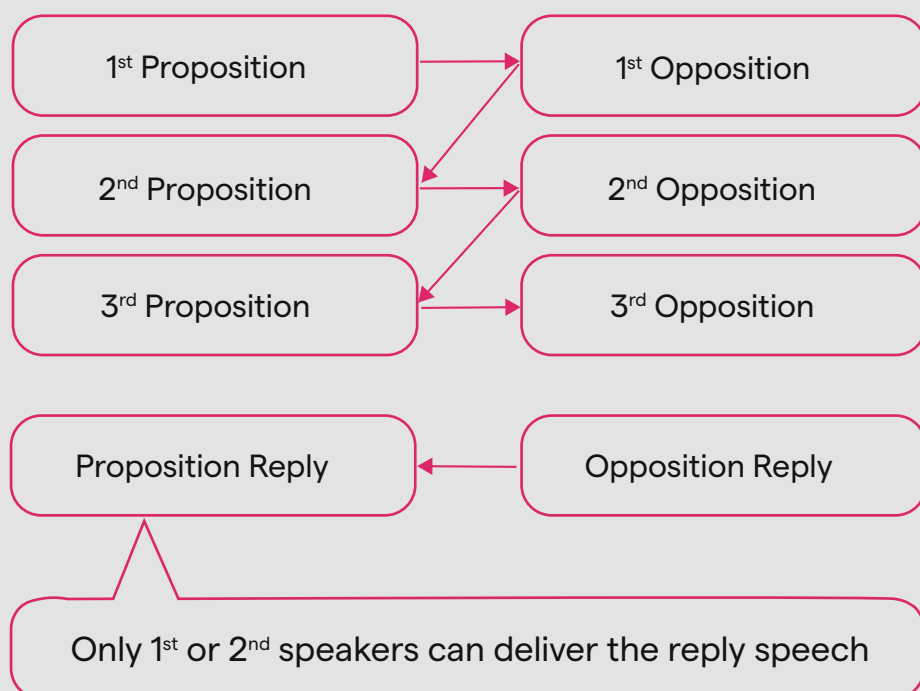 1st Proposition
1st Opposition
2nd Proposition
2nd Opposition
3rd Proposition
3rd Opposition
Proposition Reply
Opposition Reply
Only 1st or 2nd speakers can deliver the reply speech